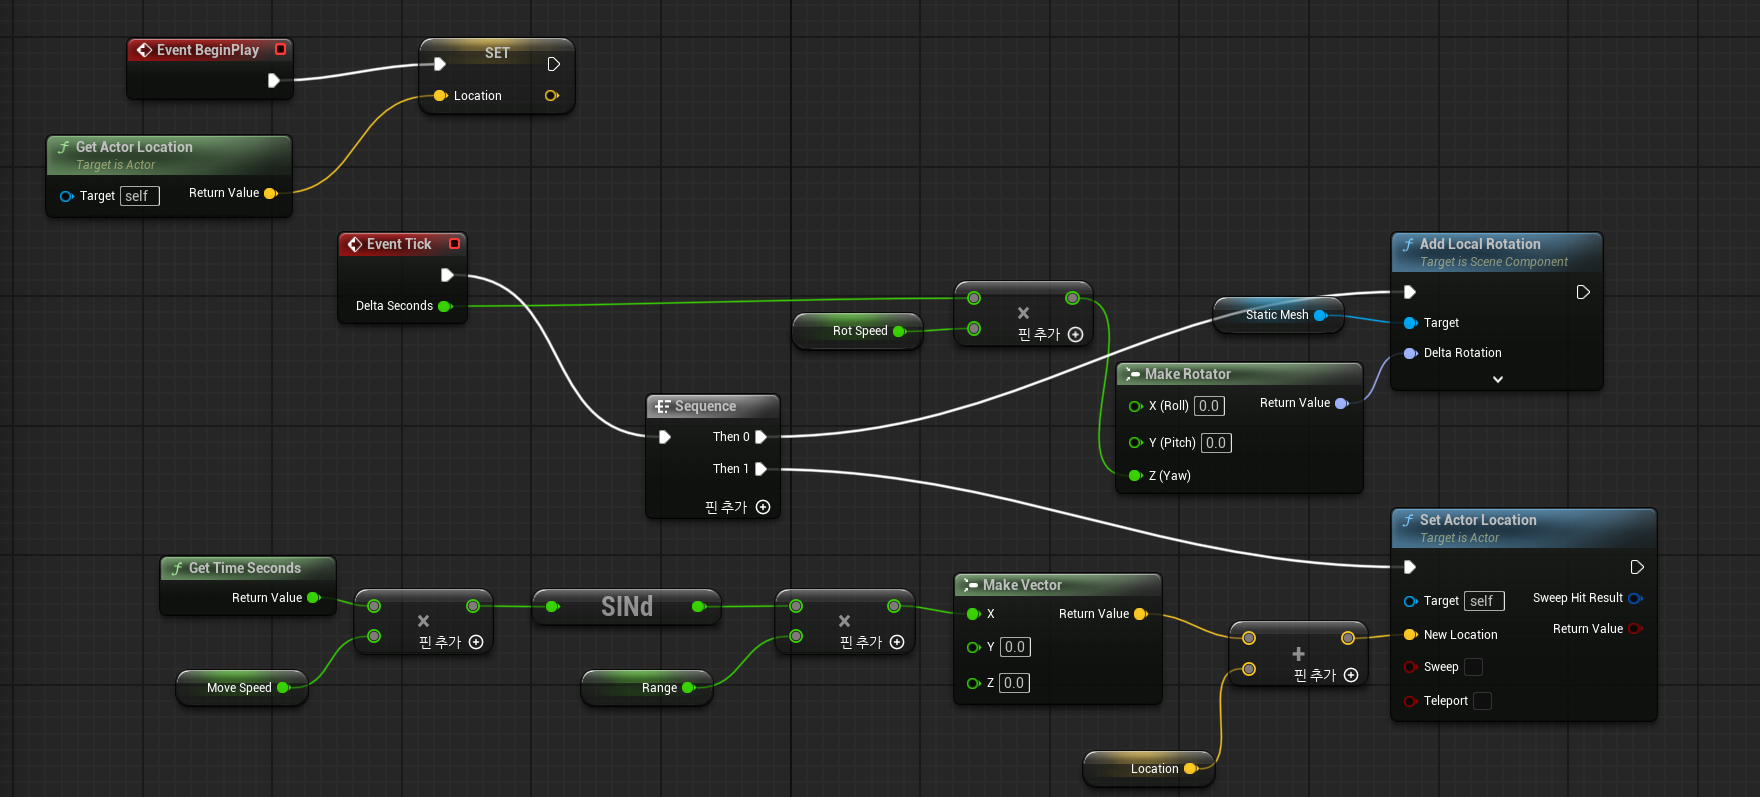 Event BeginPlay
SET
Location
Get Actor Location
Target is Actor
Target self
Return Value
Event Tick
Delta Seconds
Rot Speed
×
핀 추가
Static Mesh
Add Local Rotation
Target is Scene Component
Target
Delta Rotation
Make Rotator
X (Roll) 0.0
Return Value
Y (Pitch) 0.0
Z (Yaw)
Sequence
Then 0
Then 1
핀 추가
Get Time Seconds
Return Value
Move Speed
×
핀 추가
SINd
Range
×
핀 추가
Make Vector
X
Return Value
Y 0.0
Z 0.0
+
핀 추가
Location
Set Actor Location
Target is Actor
Target self
Sweep Hit Result
Return Value
New Location
Sweep
Teleport